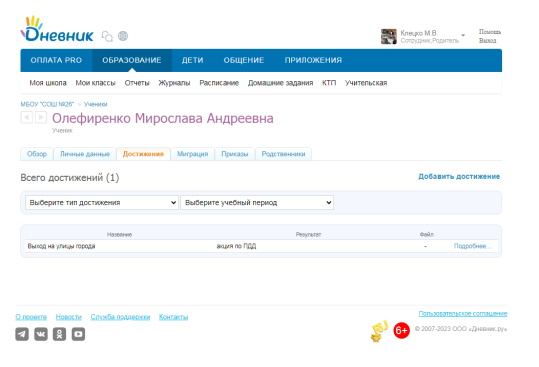 Дневник
Клецко М.В.
Сотрудник, Родитель
Помощь
Выход
ОПЛАТА PRO ОБРАЗОВАНИЕ ДЕТИ ОБЩЕНИЕ ПРИЛОЖЕНИЯ
Моя школа Мои классы Отчеты Журналы Расписание Домашние задания КТП Учительская
МБОУ "СОШ №26" Ученики
Олефиренко Мирослава Андреевна
Ученик
Обзор Личные данные Достижения Миграция Приказы Родственники
Всего достижений (1) Добавить достижение
Выберите тип достижения Выберите учебный период
Название Результат Файл
Выход на улицы города акция по ПДД - Подробнее...
О проекте Новости Служба поддержки Контакты Пользовательское соглашение
6+ © 2007-2023 ООО «Дневник.ру»